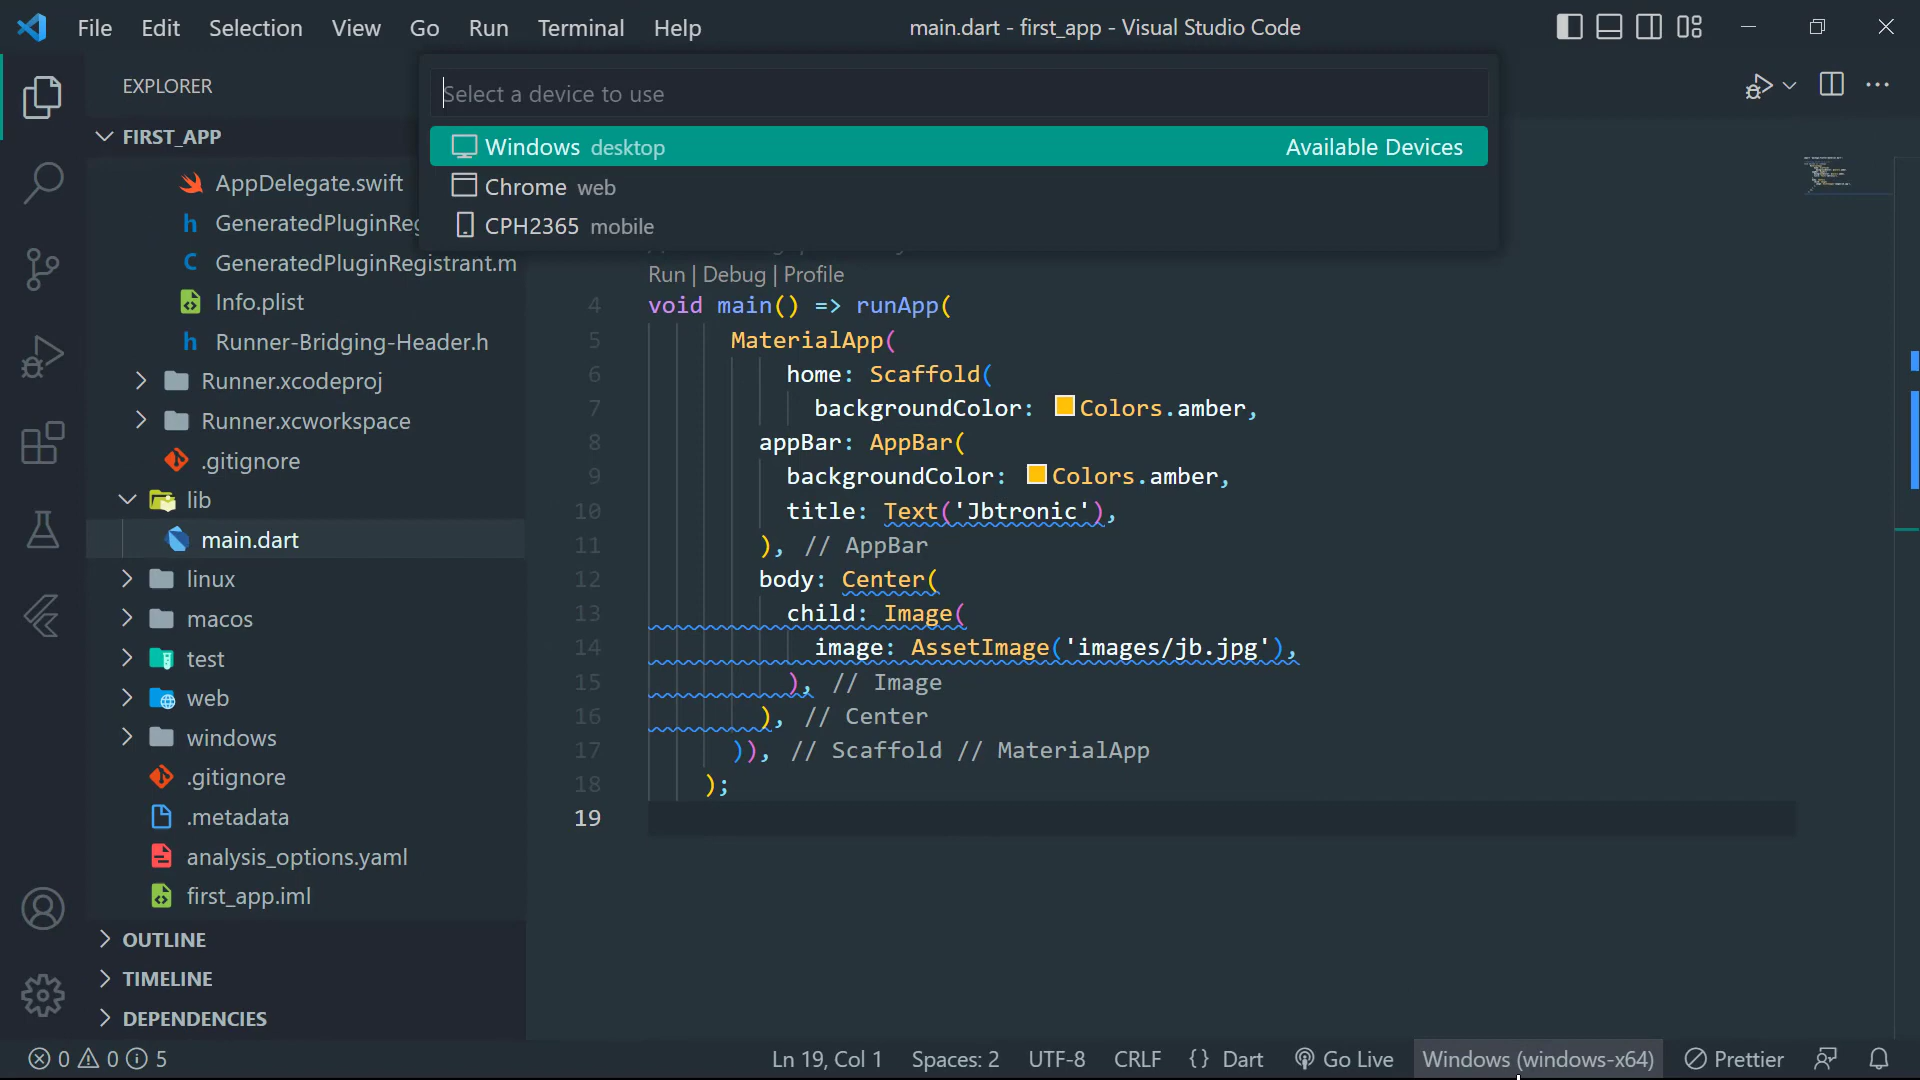 File Edit Selection View Go Run Terminal Help
main.dart - first_app - Visual Studio Code
Select a device to use
Windows desktop Available Devices
Chrome web
CPH2365 mobile
EXPLORER
FIRST_APP
AppDelegate.swift
GeneratedPluginReg
GeneratedPluginRegistrant.m
Info.plist
Runner-Bridging-Header.h
Runner.xcodeproj
Runner.xcworkspace
.gitignore
lib
main.dart
linux
macos
test
web
windows
.gitignore
.metadata
analysis_options.yaml
first_app.iml
OUTLINE
TIMELINE
DEPENDENCIES
Run | Debug | Profile
4 void main() => runApp(
5 MaterialApp(
6 home: Scaffold(
7 backgroundColor: Colors.amber,
8 appBar: AppBar(
9 backgroundColor: Colors.amber,
10 title: Text('Jbtronic'),
11 ), // AppBar
12 body: Center(
13 child: Image(
14 image: AssetImage('images/jb.jpg'),
15 ), // Image
16 ), // Center
17 )), // Scaffold // MaterialApp
18 );
19
0 0 5
Ln 19, Col 1 Spaces: 2 UTF-8 CRLF {} Dart Go Live Windows (windows-x64) Prettier